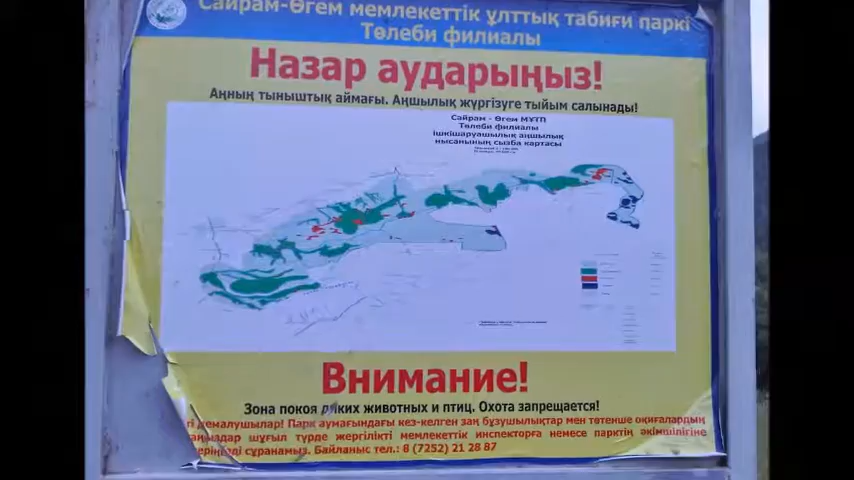 Сайрам-Өгем мемлекеттік ұлттық табиғи паркі
Төлеби филиалы
Назар аударыңыз!
Аңның тыныштық аймағы. Аңшылық жүргізуге тыйым салынады!
Сайрам - Өгем МҰТП
Төлеби филиалы
ішкішаруашылық аңшылық
нысанының сызба картасы
Внимание!
Зона покоя диких животных и птиц. Охота запрещается!
демалушылар! Парк аумағындағы кез-келген заң бұзушылықтар мен төтенше оқиғалардың
шұғыл түрде жергілікті мемлекеттік инспекторға немесе парктің әкімшілігіне
сұранамыз. Байланыс тел.: 8 (7252) 21 28 87